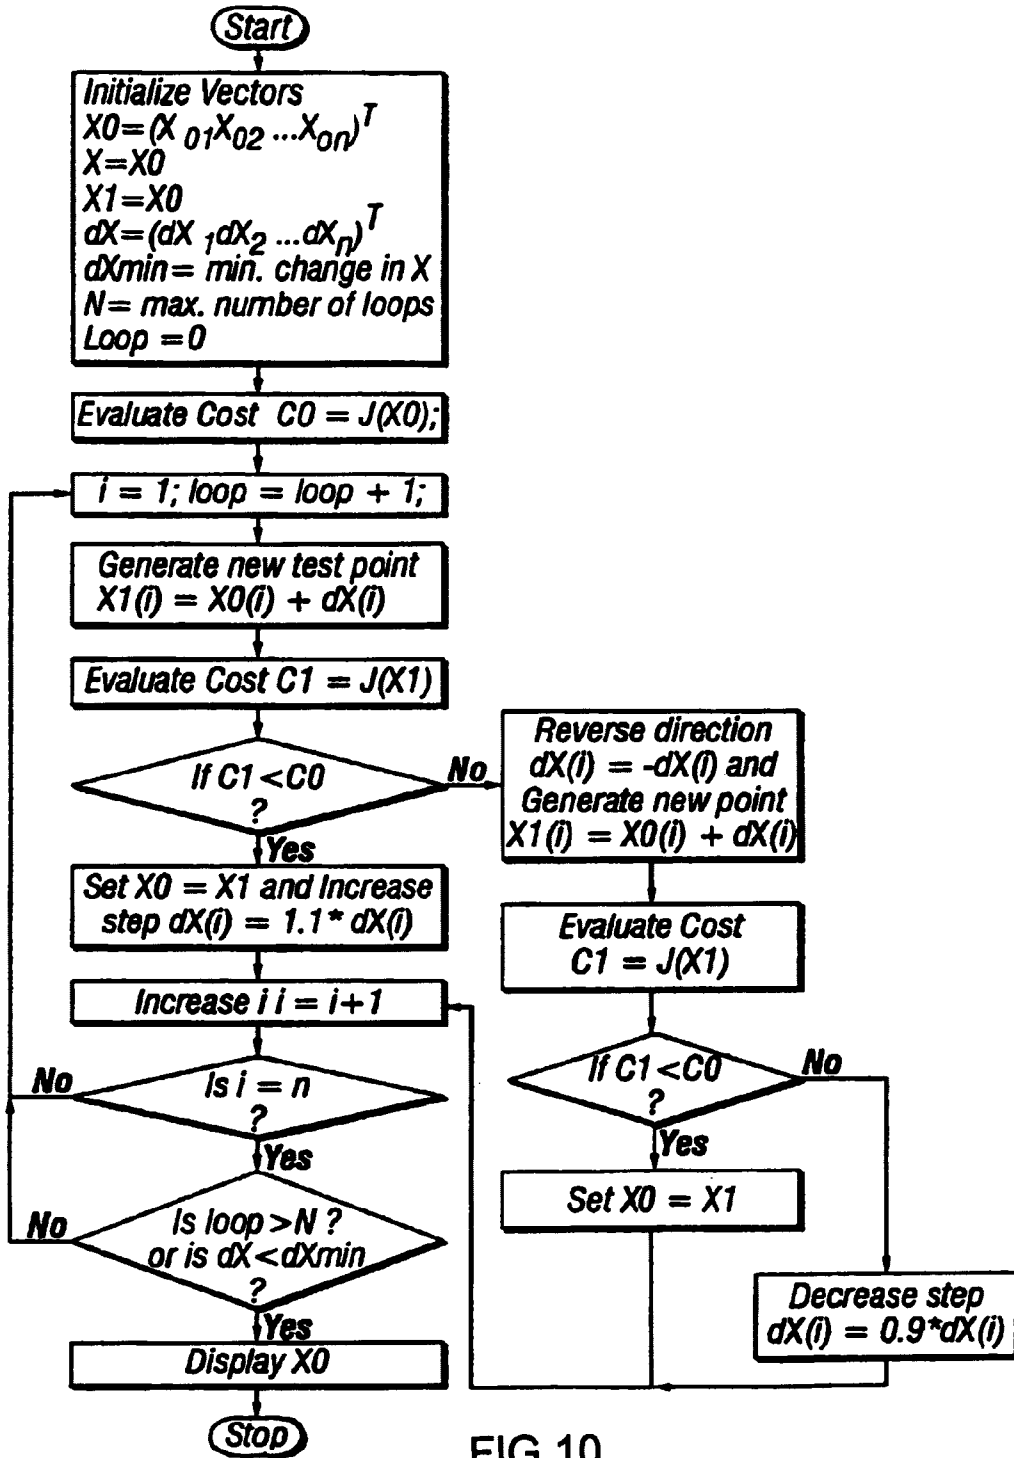 Start
Initialize Vectors
X0=(X 01X02 ...Xon)T
X=X0
X1=X0
dX=(dX 1dX2 ...dXn)T
dXmin= min. change in X
N= max. number of loops
Loop =0
Evaluate Cost C0 = J(X0);
i = 1; loop = loop + 1;
Generate new test point
X1(i) = X0(i) + dX(i)
Evaluate Cost C1 = J(X1)
If C1<C0
?
No
Yes
Reverse direction
dX(i) = -dX(i) and
Generate new point
X1(i) = X0(i) + dX(i)
Set X0 = X1 and Increase
step dX(i) = 1.1* dX(i)
Evaluate Cost
C1 = J(X1)
Increase i i = i+1
If C1<C0
?
No
Yes
Is i = n
?
No
Yes
Set X0 = X1
Is loop>N ?
or is dX<dXmin
?
No
Yes
Decrease step
dX(i) = 0.9*dX(i)
Display X0
Stop
FIG.10